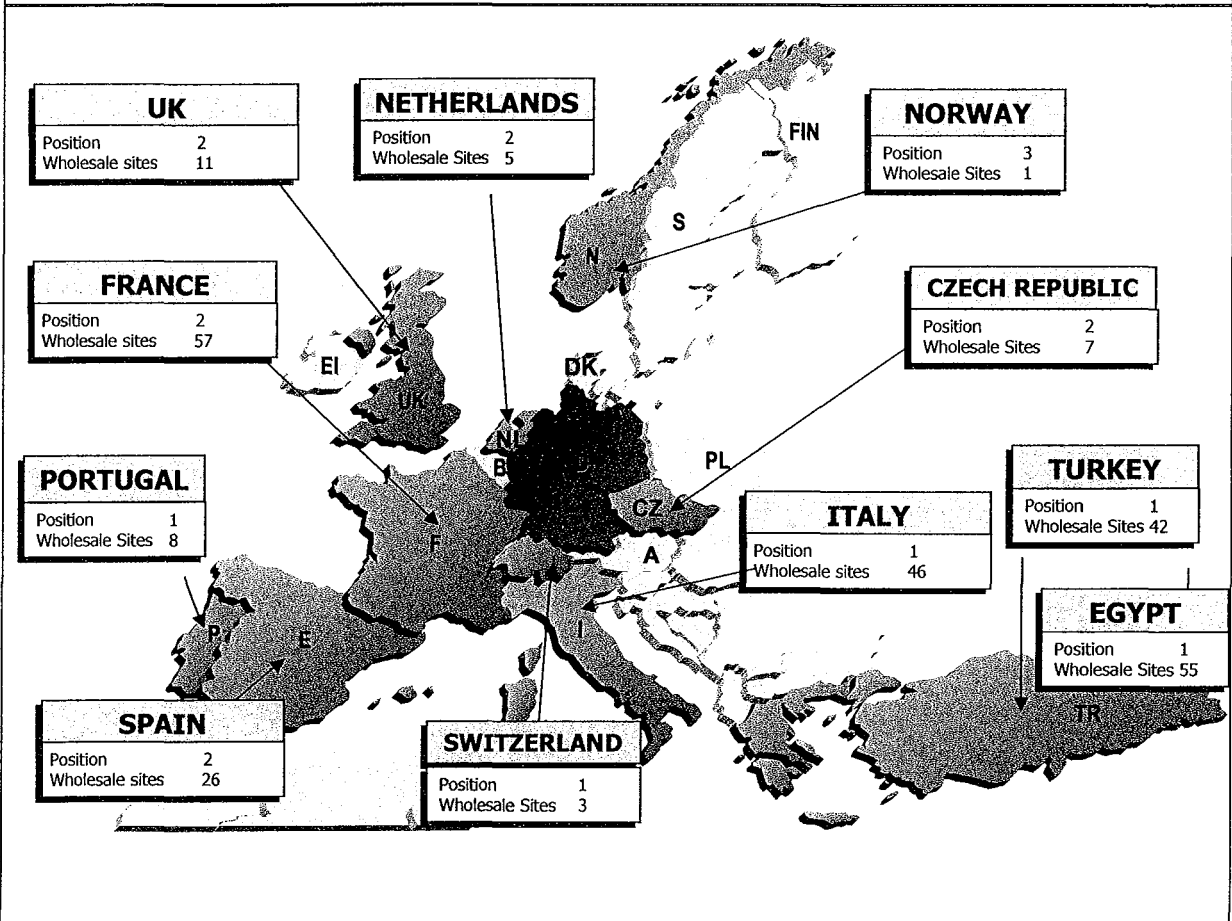 UK
Position 2
Wholesale sites 11
NETHERLANDS
Position 2
Wholesale Sites 5
NORWAY
Position 3
Wholesale Sites 1
FIN
S
N
FRANCE
Position 2
Wholesale sites 57
CZECH REPUBLIC
Position 2
Wholesale Sites 7
EI
DK
UK
NL
B
D
PL
PORTUGAL
Position 1
Wholesale Sites 8
TURKEY
Position 1
Wholesale Sites 42
ITALY
Position 1
Wholesale sites 46
CZ
F
A
EGYPT
Position 1
Wholesale Sites 55
P
E
I
TR
SPAIN
Position 2
Wholesale sites 26
SWITZERLAND
Position 1
Wholesale Sites 3